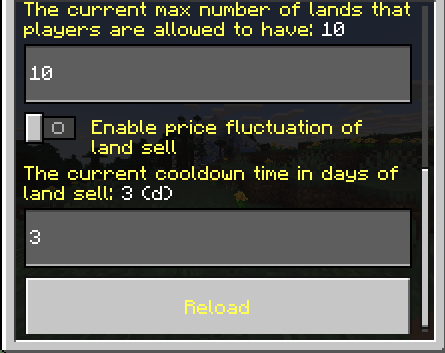 The current max number of lands that
players are allowed to have: 10
10
Enable price fluctuation of
land sell
The current cooldown time in days of
land sell: 3 (d)
3
Reload